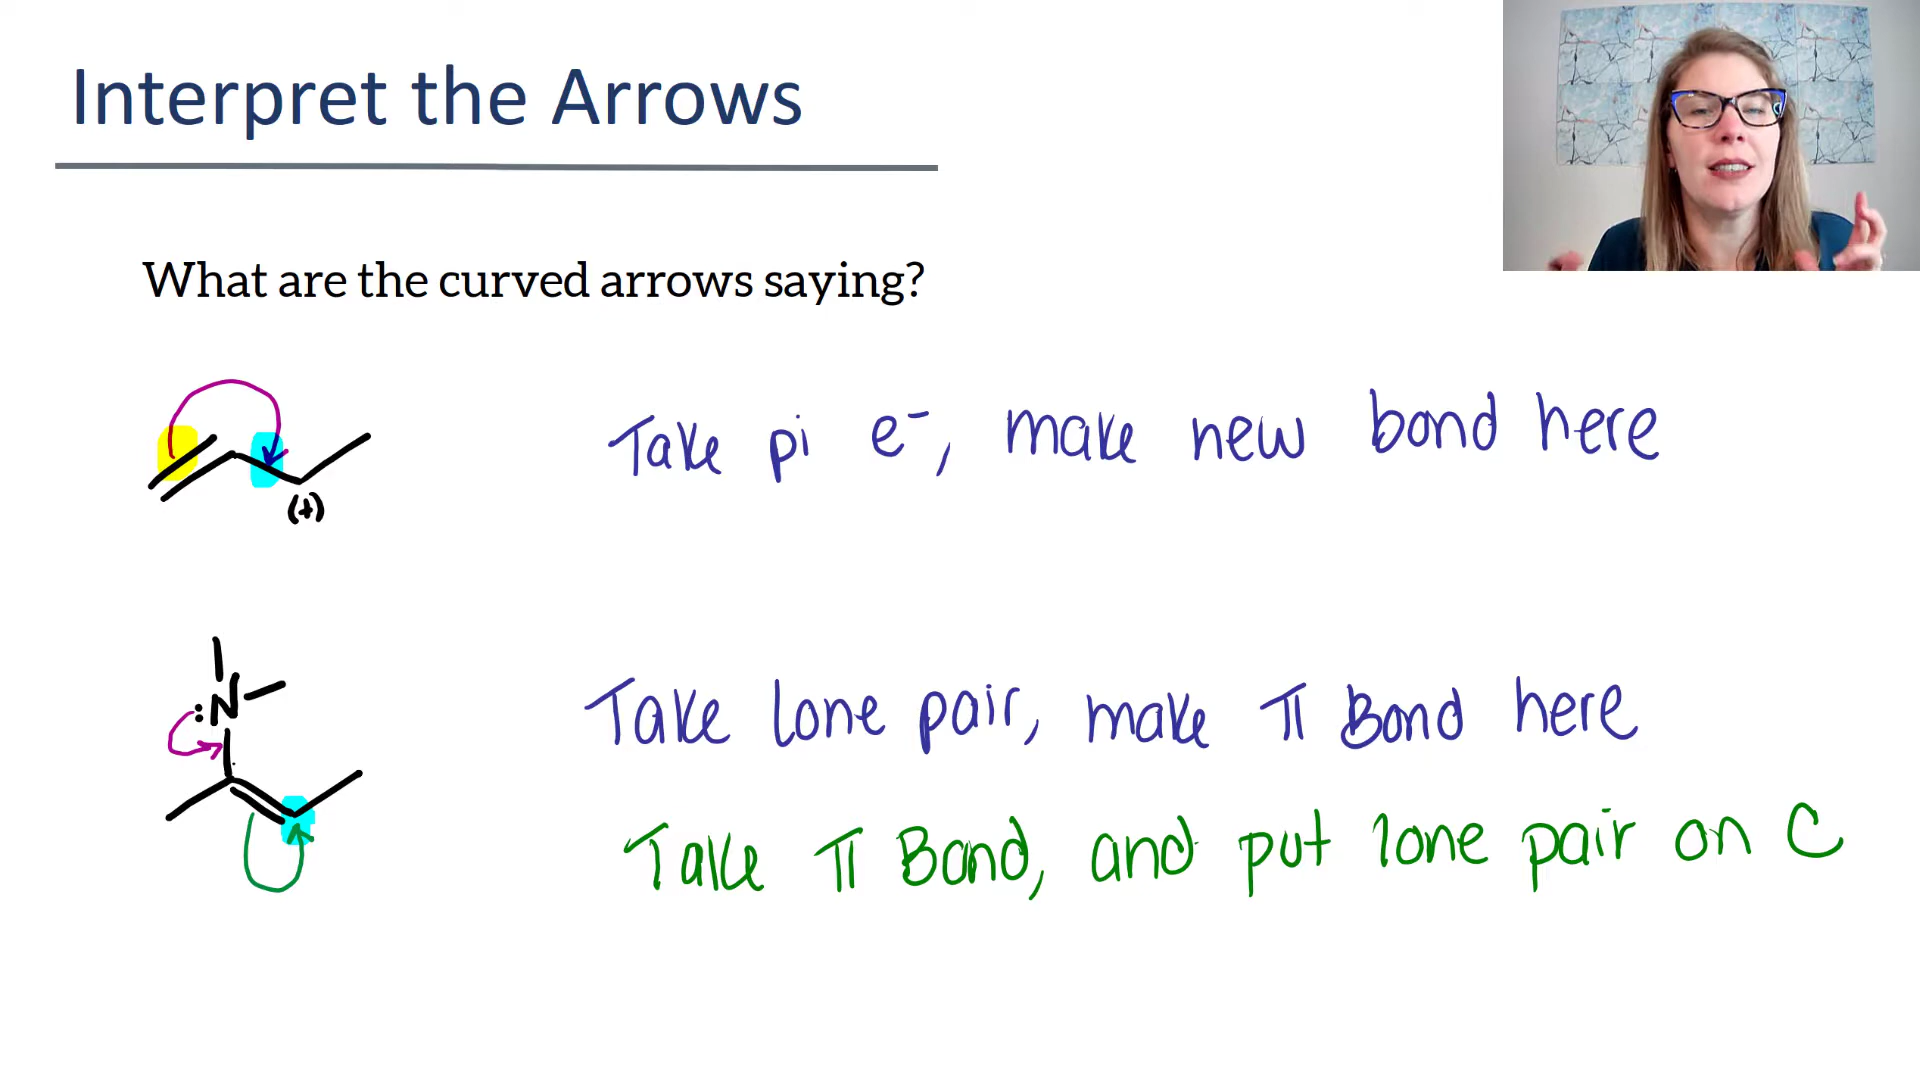 Interpret the Arrows
What are the curved arrows saying?
Take pi e⁻, make new bond here
(+)
N
:
Take lone pair, make π Bond here
Take π Bond, and put lone pair on C